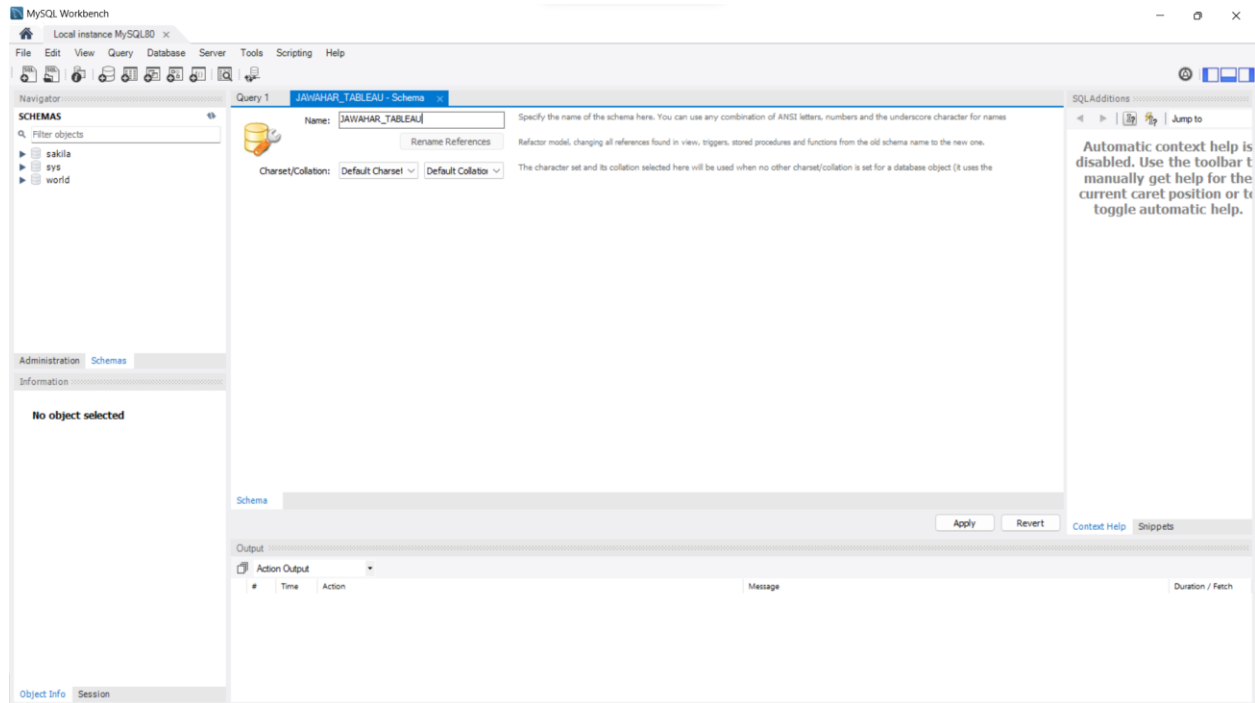 MySQL Workbench
Local instance MySQL80
File Edit View Query Database Server Tools Scripting Help
Navigator
SCHEMAS
Filter objects
sakila
sys
world
Administration Schemas
Information
No object selected
Object Info Session
Query 1 JAWAHAR_TABLEAU - Schema
Name: JAWAHAR_TABLEAU
Specify the name of the schema here. You can use any combination of ANSI letters, numbers and the underscore character for names
Rename References
Refactor model, changing all references found in view, triggers, stored procedures and functions from the old schema name to the new one.
Charset/Collation: Default Charset Default Collation
The character set and its collation selected here will be used when no other charset/collation is set for a database object (it uses the
Schema
Apply Revert
Output
Action Output
# Time Action Message Duration / Fetch
SQLAdditions
Jump to
Automatic context help is
disabled. Use the toolbar t
manually get help for the
current caret position or to
toggle automatic help.
Context Help Snippets